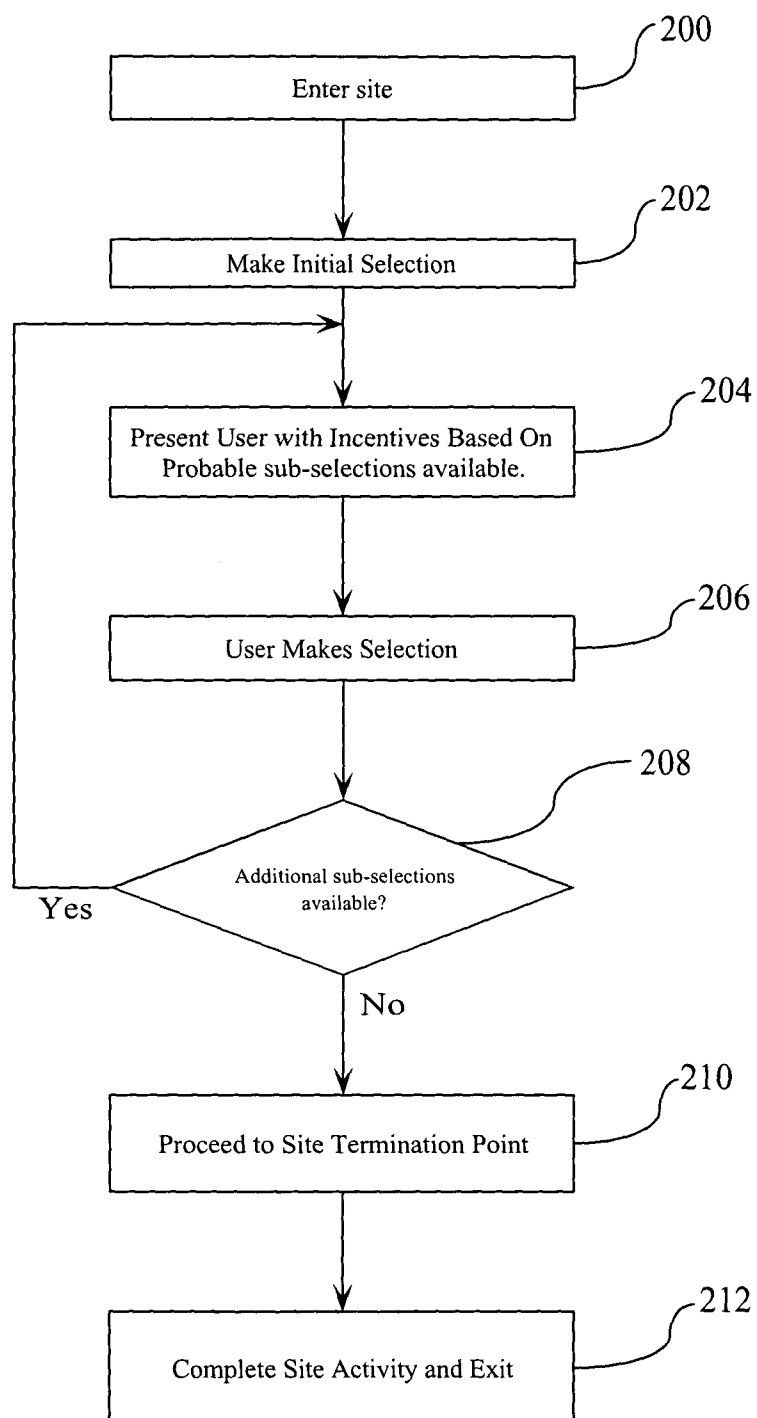 200
Enter site
202
Make Initial Selection
204
Present User with Incentives Based On
Probable sub-selections available.
206
User Makes Selection
208
Additional sub-selections
available?
Yes
No
210
Proceed to Site Termination Point
212
Complete Site Activity and Exit